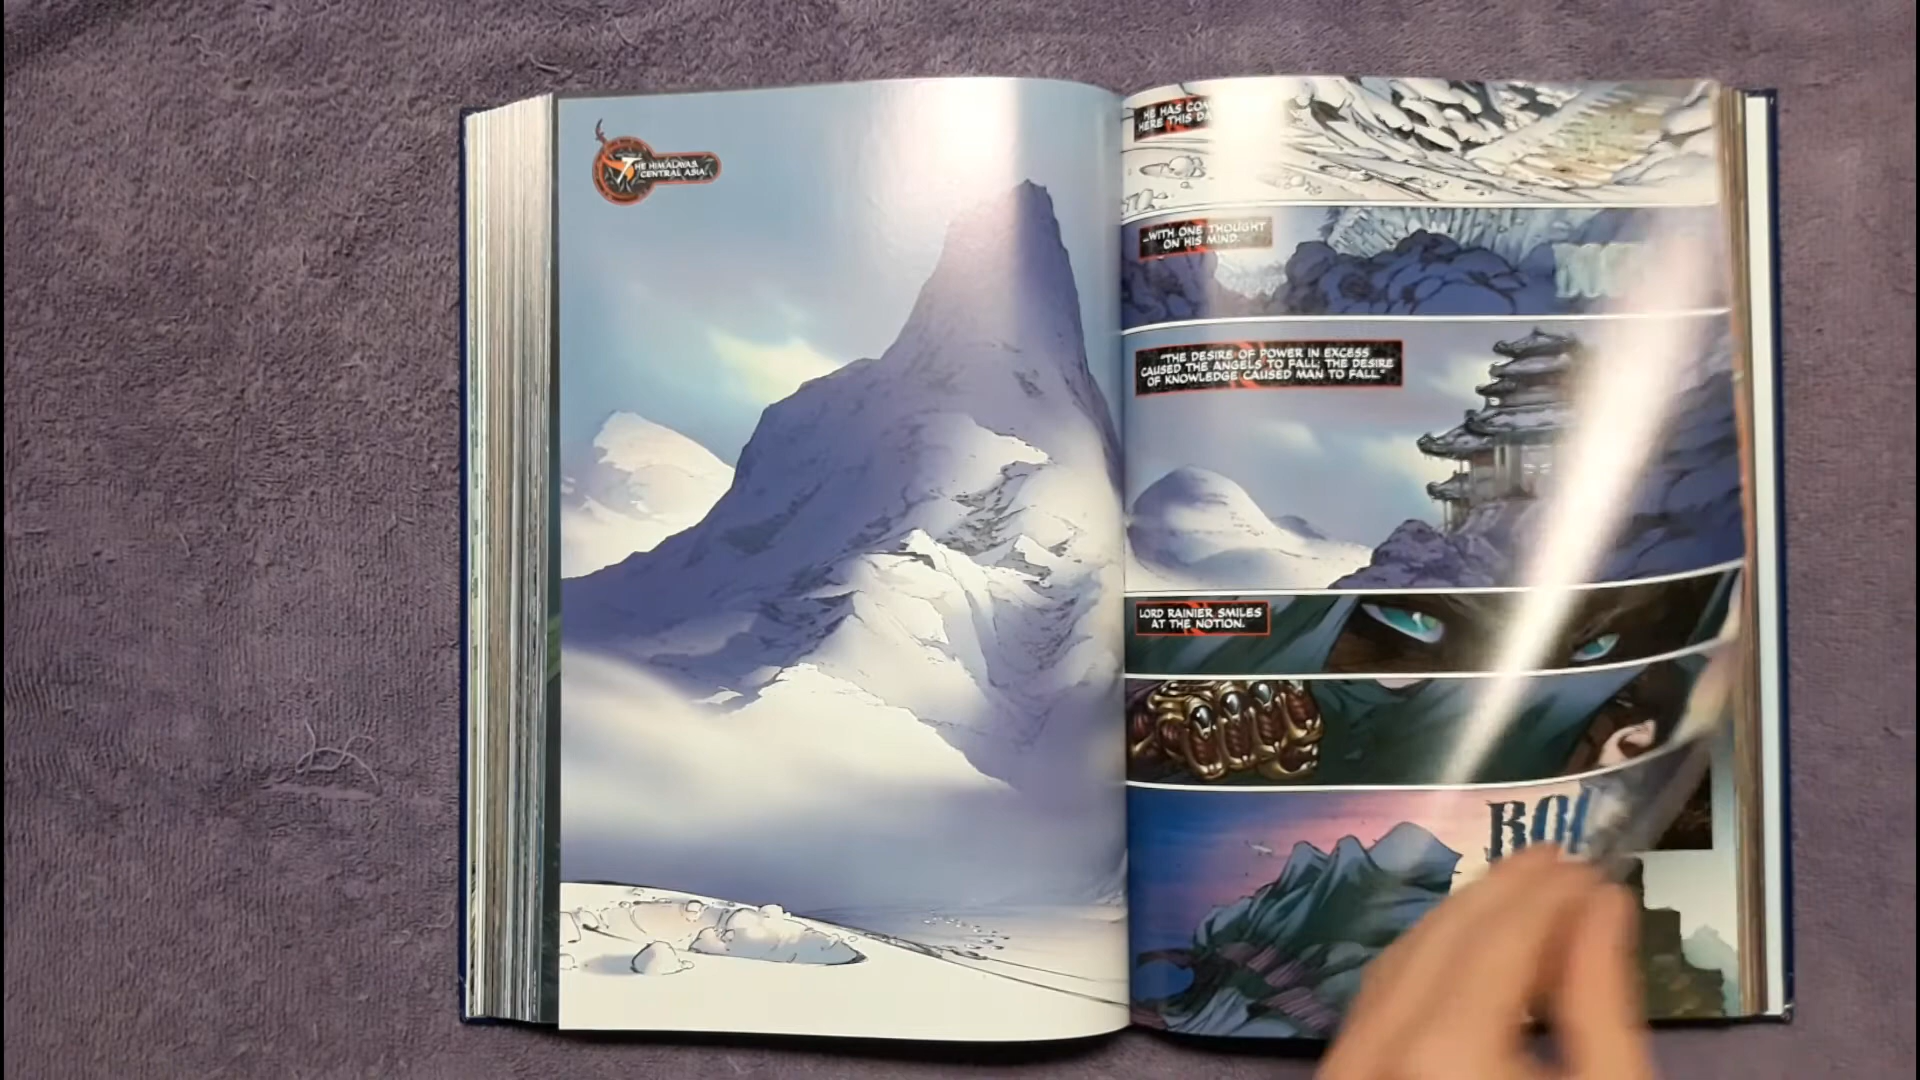 THE HIMALAYAS,
CENTRAL ASIA.
HE HAS COM
HERE THIS DA
...WITH ONE THOUGHT
ON HIS MIND.
"THE DESIRE OF POWER IN EXCESS
CAUSED THE ANGELS TO FALL; THE DESIRE
OF KNOWLEDGE CAUSED MAN TO FALL."
LORD RAINIER SMILES
AT THE NOTION.